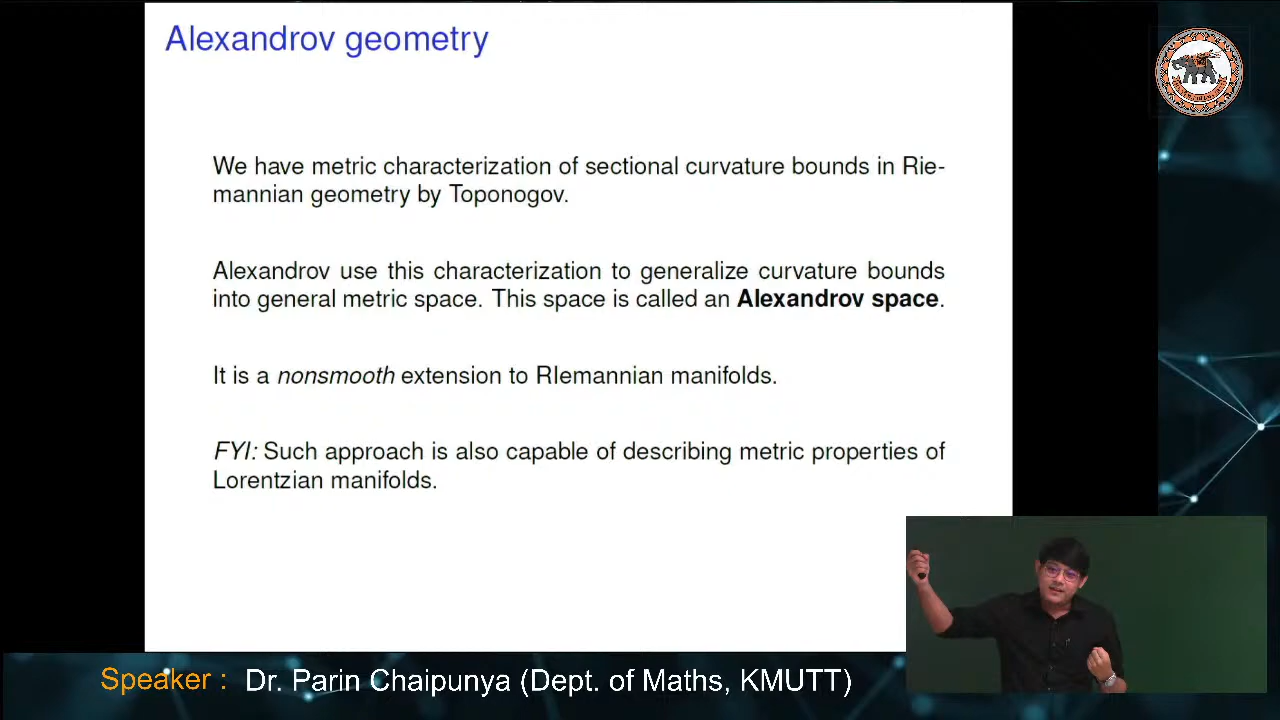 Alexandrov geometry
We have metric characterization of sectional curvature bounds in Rie-
mannian geometry by Toponogov.
Alexandrov use this characterization to generalize curvature bounds
into general metric space. This space is called an Alexandrov space.
It is a nonsmooth extension to RIemannian manifolds.
FYI: Such approach is also capable of describing metric properties of
Lorentzian manifolds.
Speaker : Dr. Parin Chaipunya (Dept. of Maths, KMUTT)